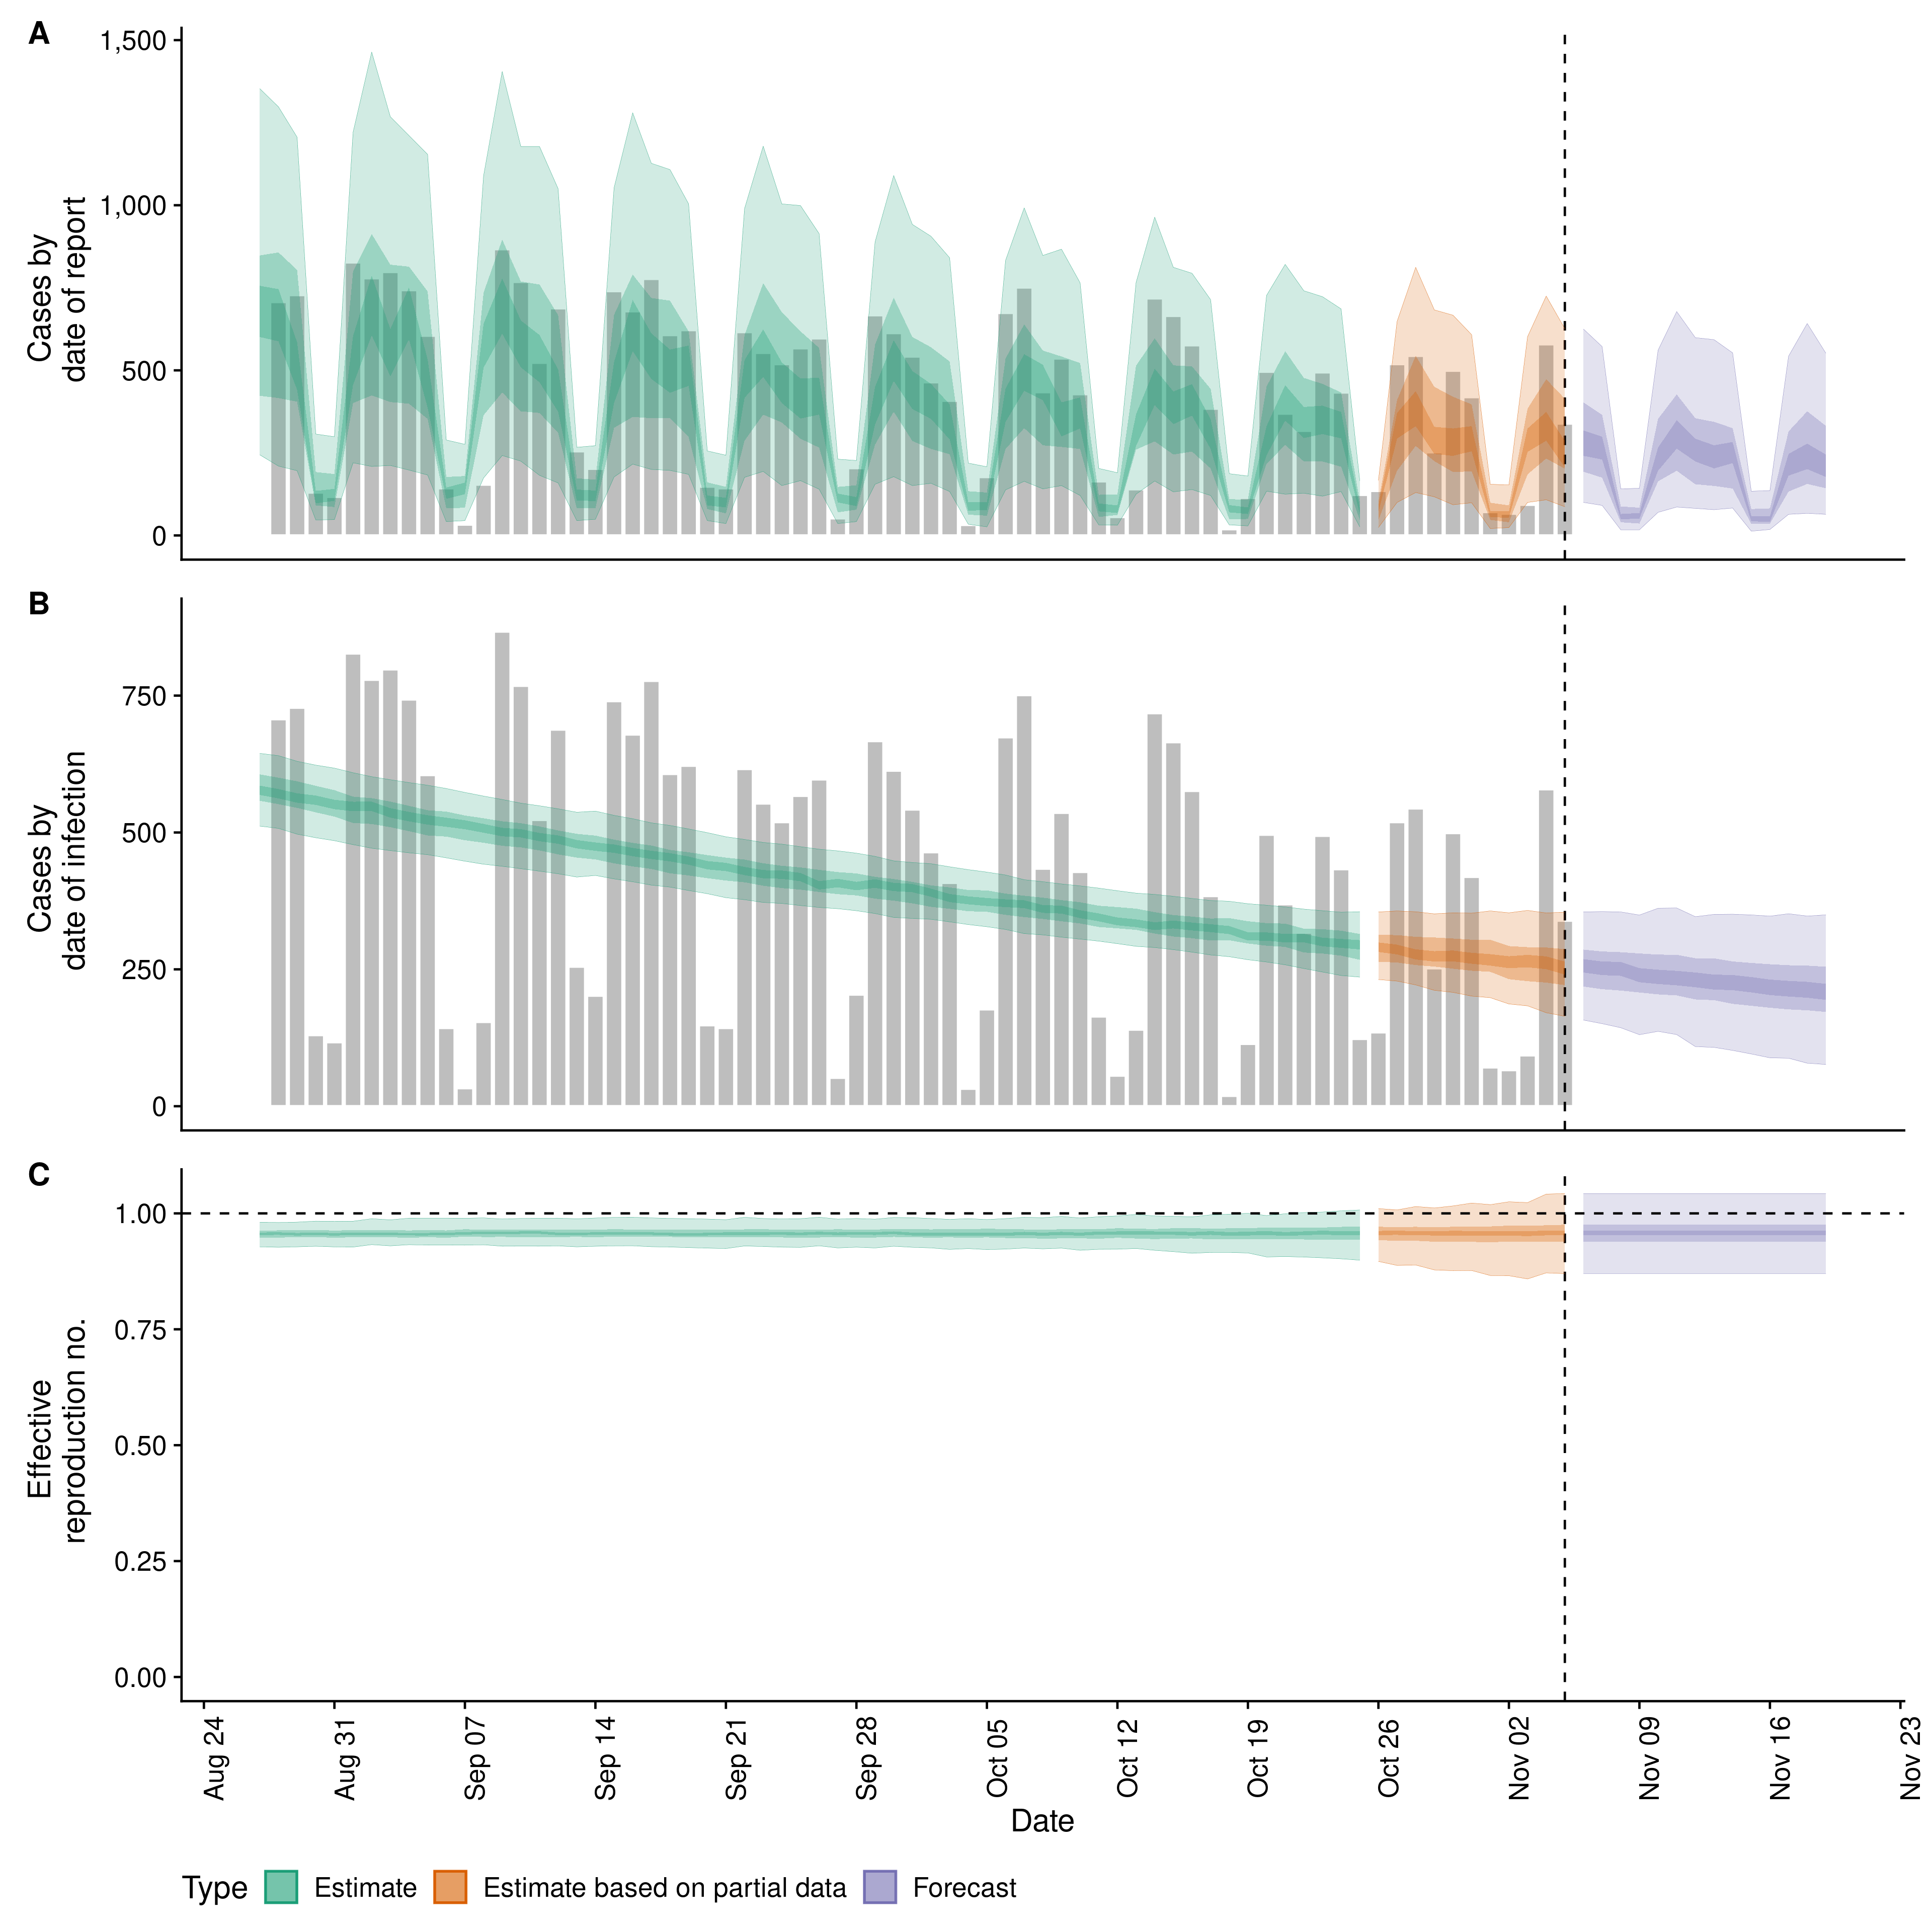 A
1,500
1,000
500
0
Cases by
date of report
B
750
500
250
0
Cases by
date of infection
C
1.00
0.75
0.50
0.25
0.00
Effective
reproduction no.
Aug 24
Aug 31
Sep 07
Sep 14
Sep 21
Sep 28
Oct 05
Oct 12
Oct 19
Oct 26
Nov 02
Nov 09
Nov 16
Nov 23
Date
Type Estimate Estimate based on partial data Forecast